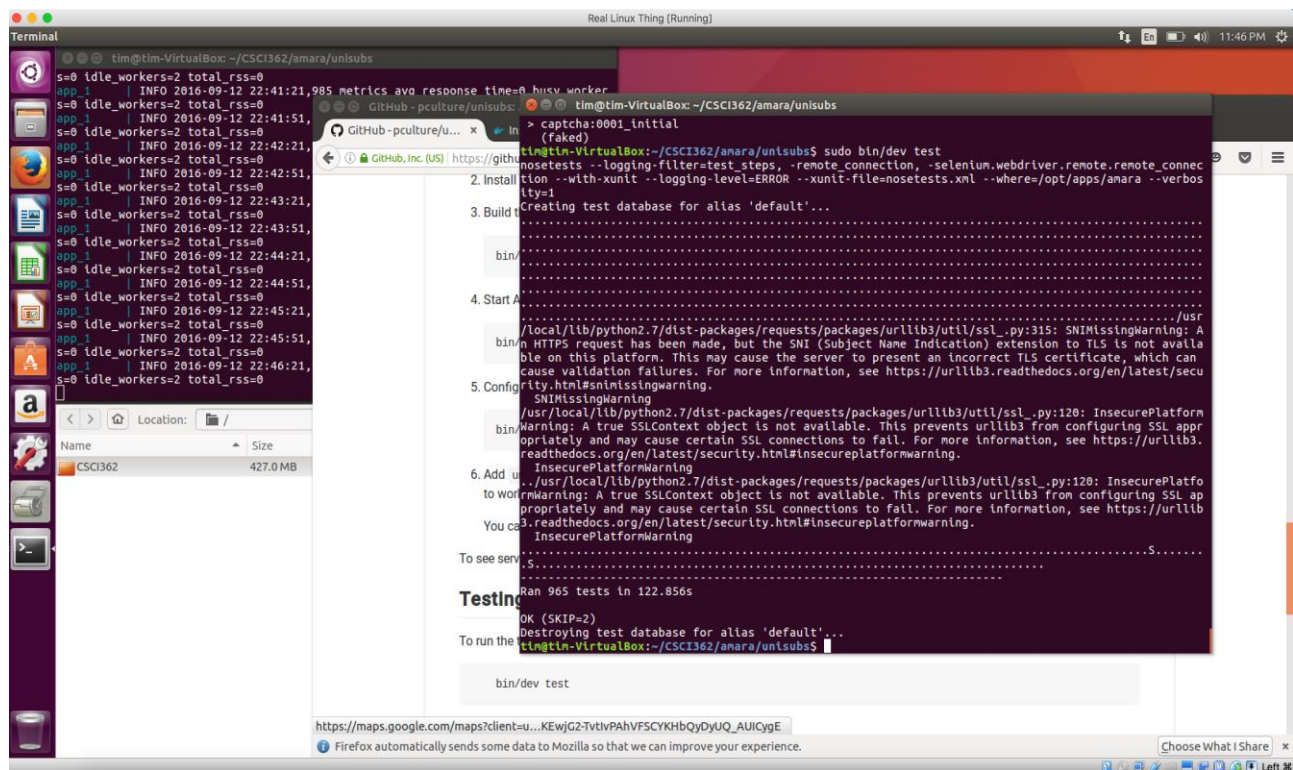 Real Linux Thing [Running]
Terminal
En
11:46 PM
tim@tim-VirtualBox: ~/CSCI362/amara/unisubs
s=0 idle_workers=2 total_rss=0
app_1 | INFO 2016-09-12 22:41:21,985 metrics avg response time=0 busy worker
s=0 idle_workers=2 total_rss=0
app_1 | INFO 2016-09-12 22:41:51,
s=0 idle_workers=2 total_rss=0
app_1 | INFO 2016-09-12 22:42:21,
s=0 idle_workers=2 total_rss=0
app_1 | INFO 2016-09-12 22:42:51,
s=0 idle_workers=2 total_rss=0
app_1 | INFO 2016-09-12 22:43:21,
s=0 idle_workers=2 total_rss=0
app_1 | INFO 2016-09-12 22:43:51,
s=0 idle_workers=2 total_rss=0
app_1 | INFO 2016-09-12 22:44:21,
s=0 idle_workers=2 total_rss=0
app_1 | INFO 2016-09-12 22:44:51,
s=0 idle_workers=2 total_rss=0
app_1 | INFO 2016-09-12 22:45:21,
s=0 idle_workers=2 total_rss=0
app_1 | INFO 2016-09-12 22:45:51,
s=0 idle_workers=2 total_rss=0
app_1 | INFO 2016-09-12 22:46:21,
s=0 idle_workers=2 total_rss=0
Location: /
Name Size
CSCI362 427.0 MB
GitHub - pculture/unisubs:
GitHub - pculture/u... × In
GitHub, Inc. (US) https://githu
2. Install
3. Build t
bin/
4. Start A
bin/
5. Config
bin/
6. Add u
to wor
You ca
To see serv
Testing
To run the
bin/dev test
https://maps.google.com/maps?client=u...KEwjG2-TvtIvPAhVFSCYKHbQyDyUQ_AUICygE
Firefox automatically sends some data to Mozilla so that we can improve your experience.
Choose What I Share ×
tim@tim-VirtualBox: ~/CSCI362/amara/unisubs
> captcha:0001_initial
(faked)
tim@tim-VirtualBox:~/CSCI362/amara/unisubs$ sudo bin/dev test
nosetests --logging-filter=test_steps, -remote_connection, -selenium.webdriver.remote.remote_connec
tion --with-xunit --logging-level=ERROR --xunit-file=nosetests.xml --where=/opt/apps/amara --verbos
ity=1
Creating test database for alias 'default'...
...................................................................................................
...................................................................................................
...................................................................................................
...................................................................................................
...................................................................................................
.............................................................................................../usr
/local/lib/python2.7/dist-packages/requests/packages/urllib3/util/ssl_.py:315: SNIMissingWarning: A
n HTTPS request has been made, but the SNI (Subject Name Indication) extension to TLS is not availa
ble on this platform. This may cause the server to present an incorrect TLS certificate, which can
cause validation failures. For more information, see https://urllib3.readthedocs.org/en/latest/secu
rity.html#snimissingwarning.
SNIMissingWarning
/usr/local/lib/python2.7/dist-packages/requests/packages/urllib3/util/ssl_.py:120: InsecurePlatform
Warning: A true SSLContext object is not available. This prevents urllib3 from configuring SSL appr
opriately and may cause certain SSL connections to fail. For more information, see https://urllib3.
readthedocs.org/en/latest/security.html#insecureplatformwarning.
InsecurePlatformWarning
../usr/local/lib/python2.7/dist-packages/requests/packages/urllib3/util/ssl_.py:120: InsecurePlatfo
rmWarning: A true SSLContext object is not available. This prevents urllib3 from configuring SSL ap
propriately and may cause certain SSL connections to fail. For more information, see https://urllib
3.readthedocs.org/en/latest/security.html#insecureplatformwarning.
InsecurePlatformWarning
...........................................................................................S.......
.S.........................................................................
----------------------------------------------------------------------
Ran 965 tests in 122.856s
OK (SKIP=2)
Destroying test database for alias 'default'...
tim@tim-VirtualBox:~/CSCI362/amara/unisubs$
Left ⌘